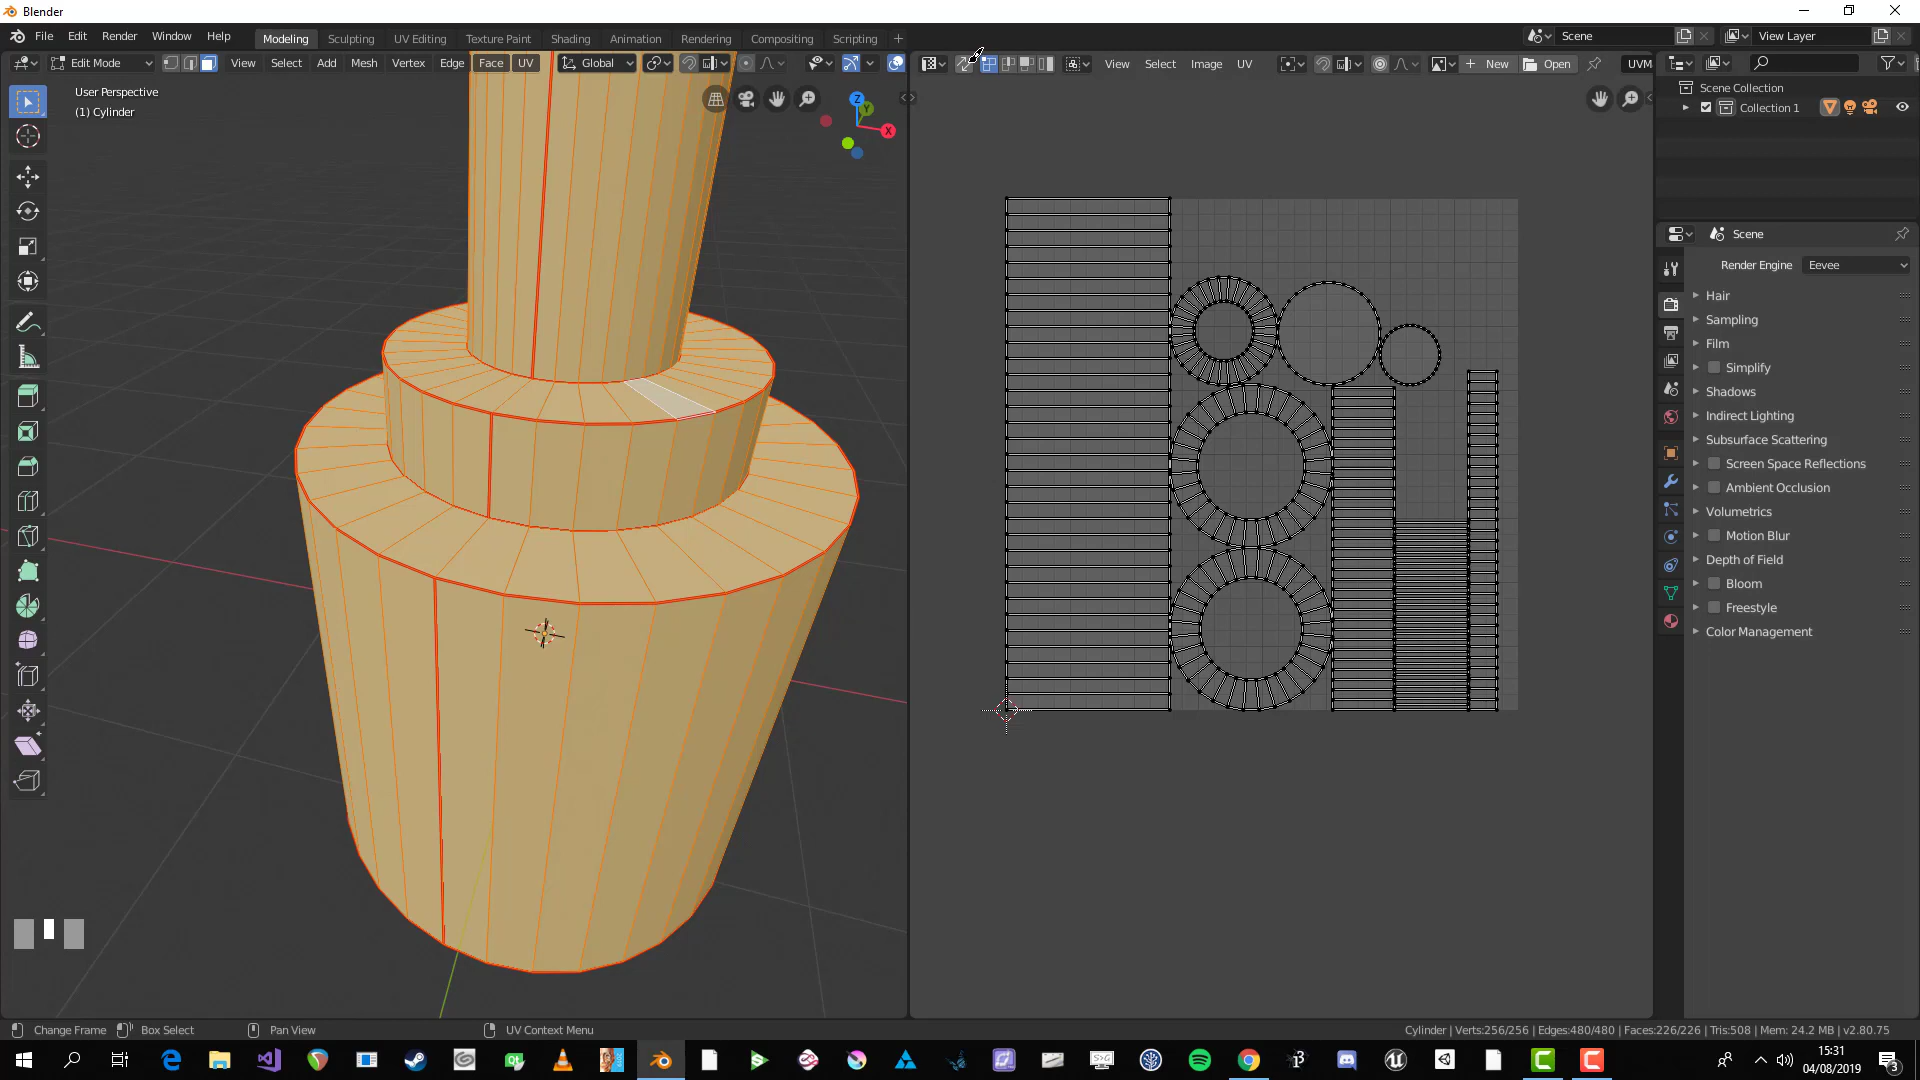 Blender
File Edit Render Window Help
Modeling Sculpting UV Editing Texture Paint Shading Animation Rendering Compositing Scripting
Scene
View Layer
Edit Mode View Select Add Mesh Vertex Edge Face UV Global
View Select Image UV New Open UVM
User Perspective
(1) Cylinder
Z
Y
X
Scene Collection
Collection 1
Scene
Render Engine Eevee
Hair
Sampling
Film
Simplify
Shadows
Indirect Lighting
Subsurface Scattering
Screen Space Reflections
Ambient Occlusion
Volumetrics
Motion Blur
Depth of Field
Bloom
Freestyle
Color Management
Change Frame Box Select Pan View UV Context Menu
Cylinder | Verts:256/256 | Edges:480/480 | Faces:226/226 | Tris:508 | Mem: 24.2 MB | v2.80.75
15:31
04/08/2019
3